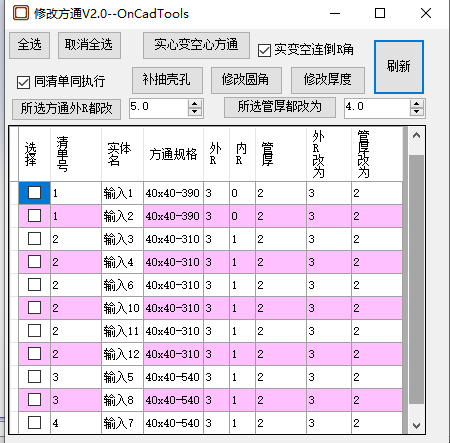 修改方通V2.0--OnCadTools
全选 取消全选 实心变空心方通 实变空连倒R角 刷新
同清单同执行 补抽壳孔 修改圆角 修改厚度
所选方通外R都改 5.0 所选管厚都改为 4.0
选择 清单号 实体名 方通规格 外R 内R 管厚 外R改为 管厚改为
1 输入1 40x40-390 3 0 2 3 2
1 输入2 40x40-390 3 0 2 3 2
2 输入3 40x40-310 3 1 2 3 2
2 输入4 40x40-310 3 1 2 3 2
2 输入6 40x40-310 3 1 2 3 2
2 输入10 40x40-310 3 1 2 3 2
2 输入11 40x40-310 3 1 2 3 2
2 输入12 40x40-310 3 1 2 3 2
3 输入5 40x40-540 3 1 2 3 2
3 输入8 40x40-540 3 1 2 3 2
4 输入7 40x40-540 3 1 2 3 2